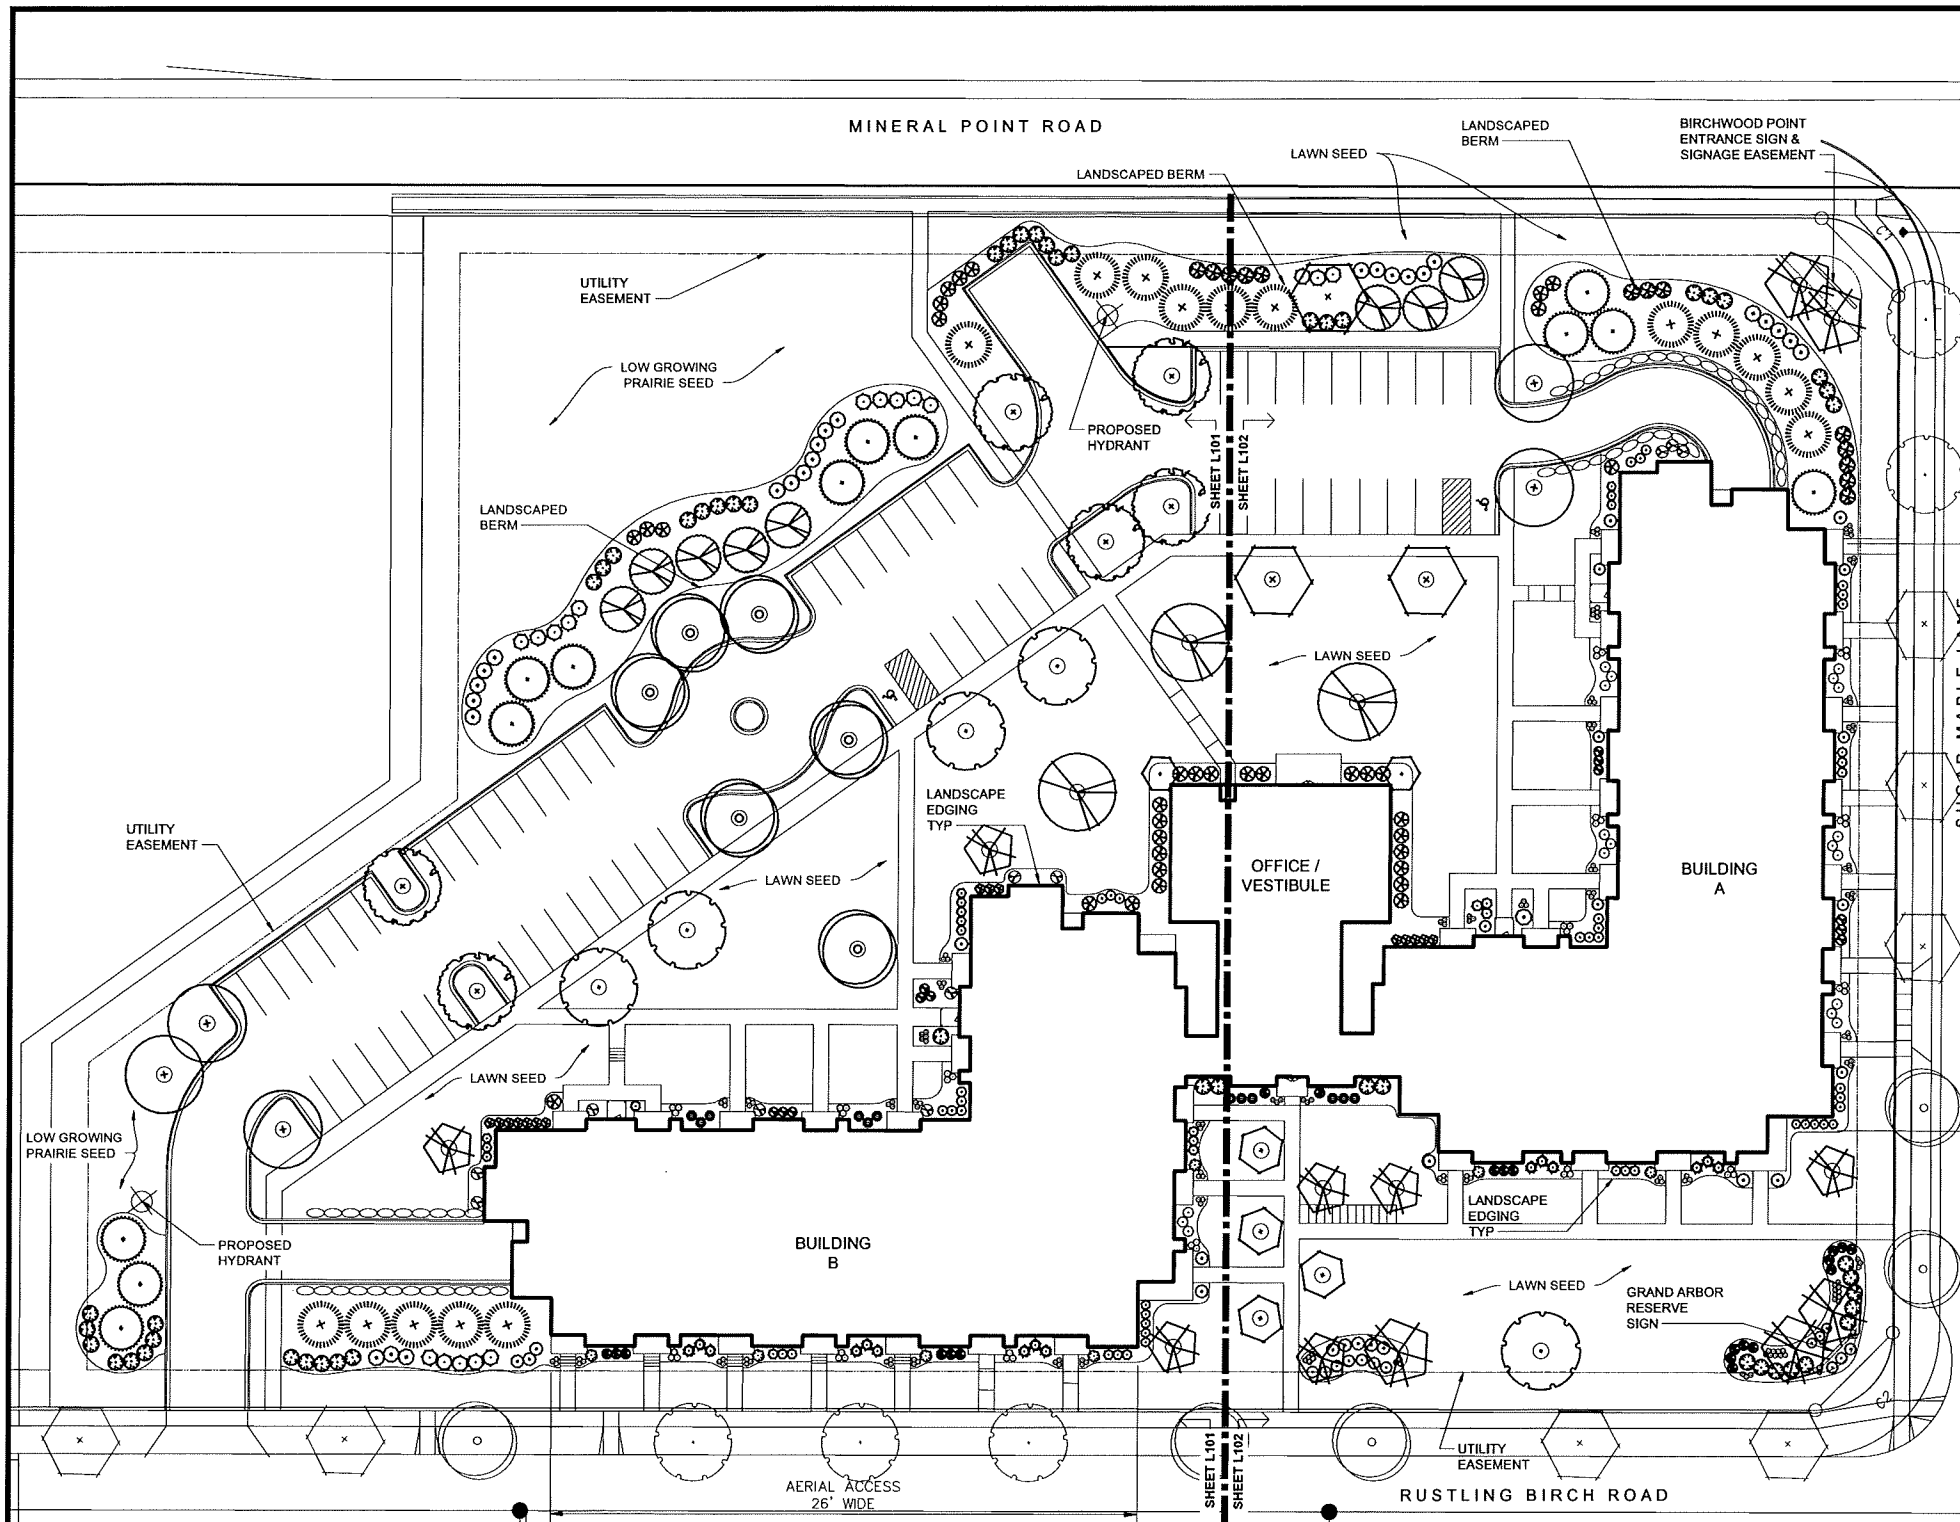 MINERAL POINT ROAD
LANDSCAPED
BERM
BIRCHWOOD POINT
ENTRANCE SIGN &
SIGNAGE EASEMENT
LAWN SEED
LANDSCAPED BERM
C1
UTILITY
EASEMENT
LOW GROWING
PRAIRIE SEED
PROPOSED
HYDRANT
SHEET L101
SHEET L102
LANDSCAPED
BERM
LAWN SEED
LANDSCAPE
EDGING
TYP
UTILITY
EASEMENT
LAWN SEED
OFFICE /
VESTIBULE
BUILDING
A
LAWN SEED
LOW GROWING
PRAIRIE SEED
LANDSCAPE
EDGING
TYP
PROPOSED
HYDRANT
BUILDING
B
LAWN SEED
GRAND ARBOR
RESERVE
SIGN
C2
UTILITY
EASEMENT
SHEET L101
SHEET L102
AERIAL ACCESS
26' WIDE
RUSTLING BIRCH ROAD